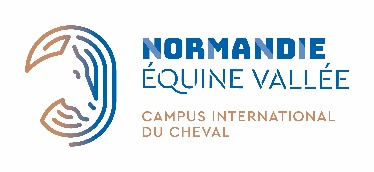 NORMANDIE
ÉQUINE VALLÉE
CAMPUS INTERNATIONAL
DU CHEVAL